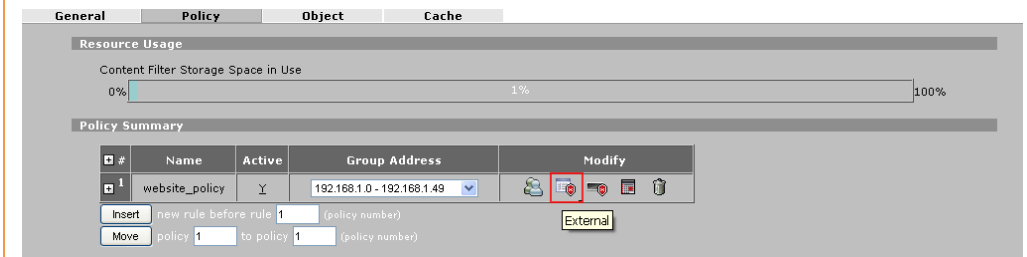 General Policy Object Cache
Resource Usage
Content Filter Storage Space in Use
0% 1% 100%
Policy Summary
# Name Active Group Address Modify
1 website_policy Y 192.168.1.0 - 192.168.1.49
External
Insert new rule before rule 1 (policy number)
Move policy 1 to policy 1 (policy number)